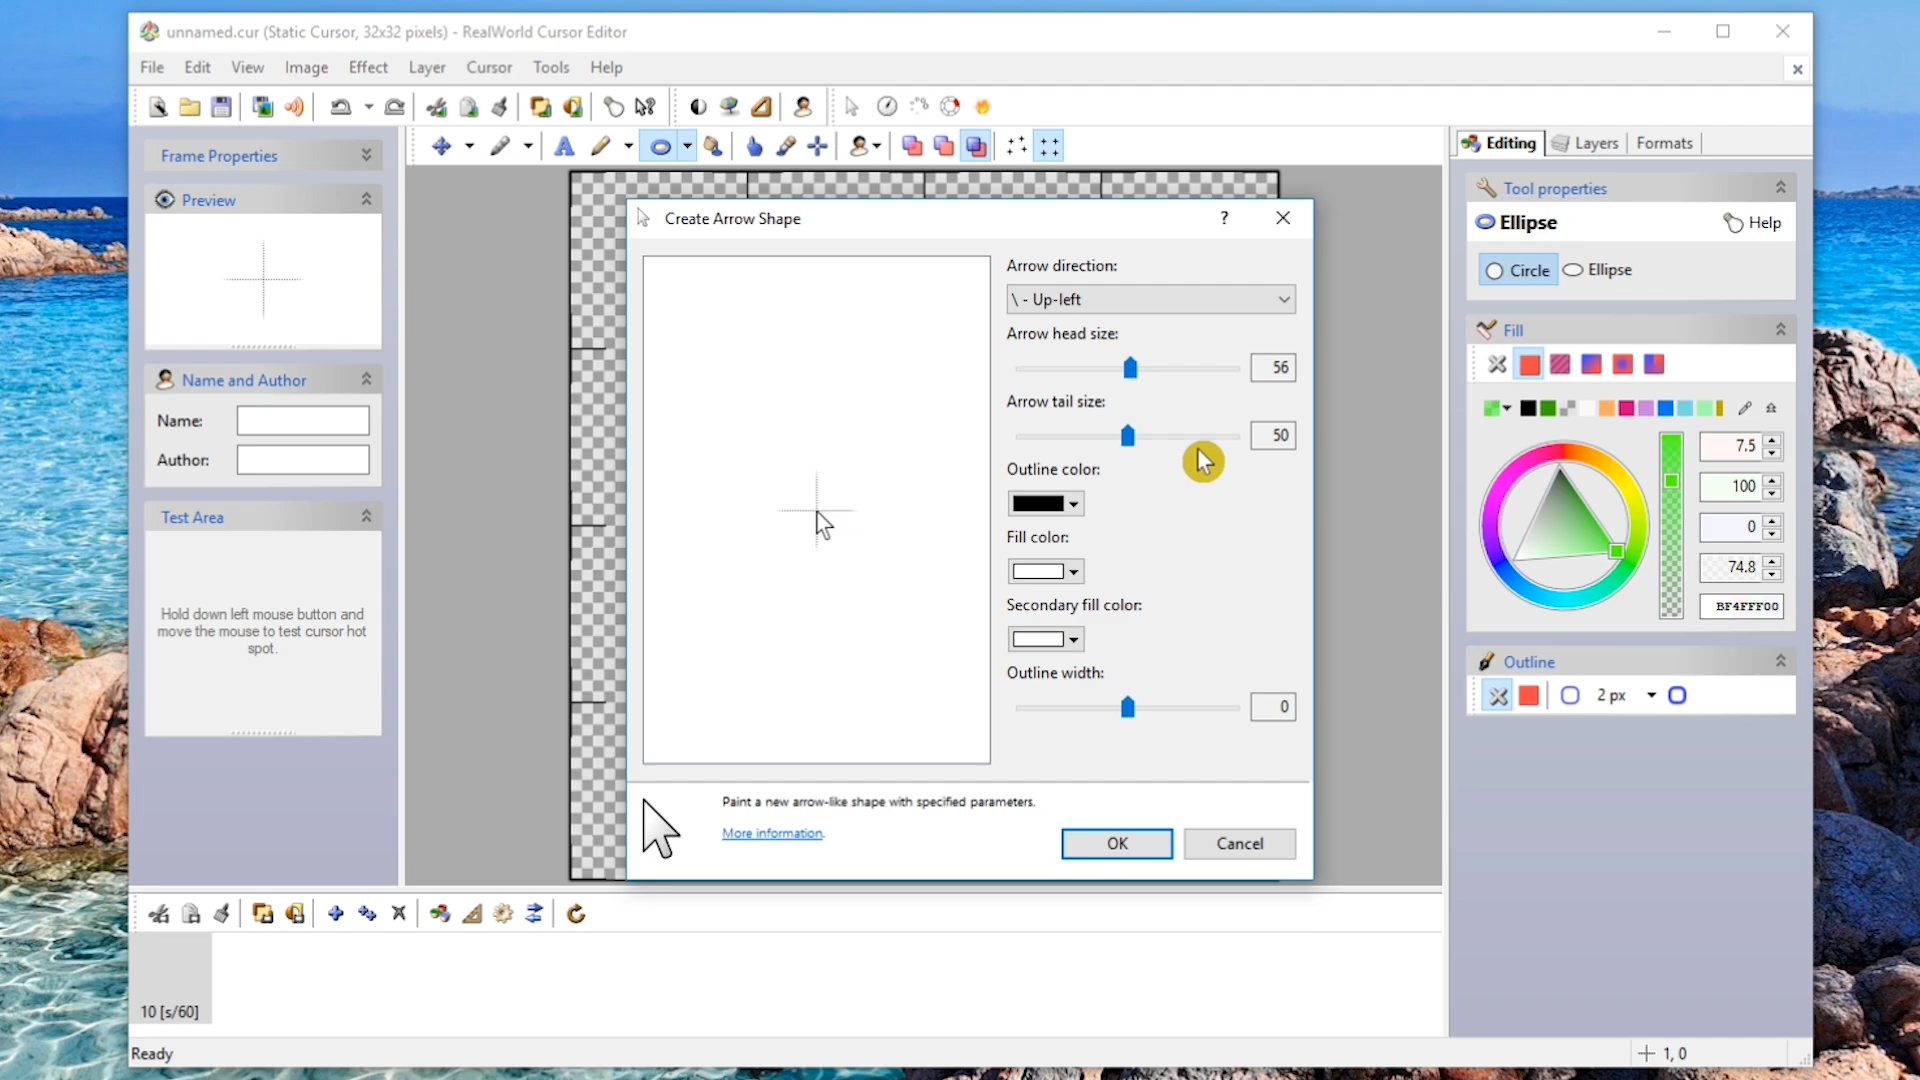 unnamed.cur (Static Cursor, 32x32 pixels) - RealWorld Cursor Editor
File Edit View Image Effect Layer Cursor Tools Help
Frame Properties
Preview
Name and Author
Name:
Author:
Test Area
Hold down left mouse button and
move the mouse to test cursor hot
spot.
Create Arrow Shape ?
Arrow direction:
\ - Up-left
Arrow head size:
56
Arrow tail size:
50
Outline color:
Fill color:
Secondary fill color:
Outline width:
0
Paint a new arrow-like shape with specified parameters.
More information.
OK Cancel
Editing Layers Formats
Tool properties
Ellipse Help
Circle Ellipse
Fill
7.5
100
0
74.8
BF4FFF00
Outline
2 px
10 [s/60]
Ready 1, 0